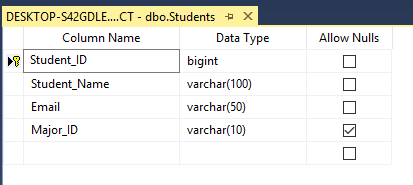 DESKTOP-S42GDLE....CT - dbo.Students
Column Name Data Type Allow Nulls
Student_ID bigint
Student_Name varchar(100)
Email varchar(50)
Major_ID varchar(10)